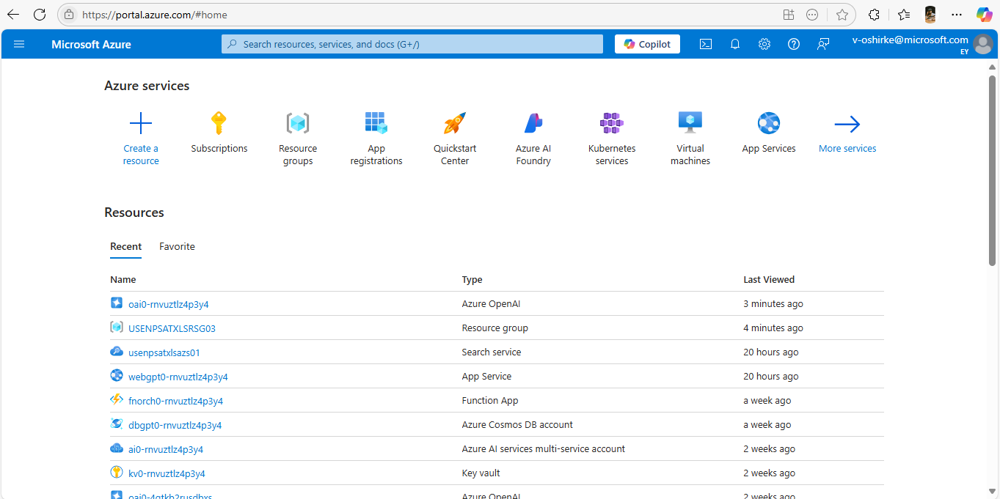 https://portal.azure.com/#home
Microsoft Azure
Search resources, services, and docs (G+/)
Copilot
v-oshirke@microsoft.com
EY
Azure services
Create a
resource
Subscriptions
Resource
groups
App
registrations
Quickstart
Center
Azure AI
Foundry
Kubernetes
services
Virtual
machines
App Services
More services
Resources
Recent Favorite
Name Type Last Viewed
oai0-rnvuztlz4p3y4 Azure OpenAI 3 minutes ago
USENPSATXLSRSG03 Resource group 4 minutes ago
usenpsatxlsazs01 Search service 20 hours ago
webgpt0-rnvuztlz4p3y4 App Service 20 hours ago
fnorch0-rnvuztlz4p3y4 Function App a week ago
dbgpt0-rnvuztlz4p3y4 Azure Cosmos DB account a week ago
ai0-rnvuztlz4p3y4 Azure AI services multi-service account 2 weeks ago
kv0-rnvuztlz4p3y4 Key vault 2 weeks ago
Azure OpenAI 2 weeks ago